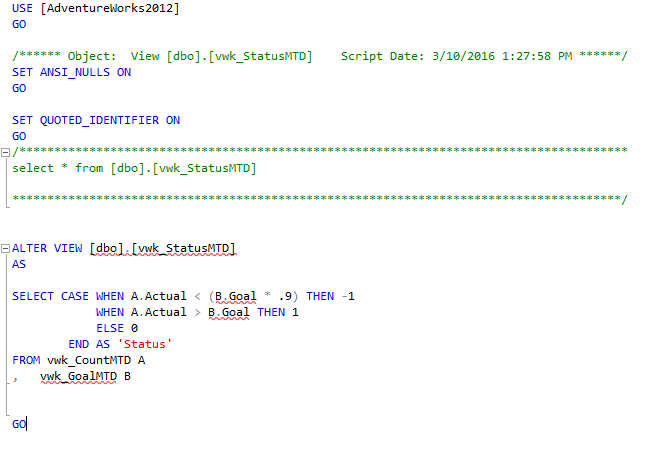 USE [AdventureWorks2012]
GO
/****** Object:  View [dbo].[vwk_StatusMTD]    Script Date: 3/10/2016 1:27:58 PM ******/
SET ANSI_NULLS ON
GO
SET QUOTED_IDENTIFIER ON
GO
/***************************************************************************************
select * from [dbo].[vwk_StatusMTD]
***************************************************************************************/
ALTER VIEW [dbo].[vwk_StatusMTD]
AS
SELECT CASE WHEN A.Actual < (B.Goal * .9) THEN -1
            WHEN A.Actual > B.Goal THEN 1
            ELSE 0
        END AS 'Status'
FROM vwk_CountMTD A
,   vwk_GoalMTD B
GO